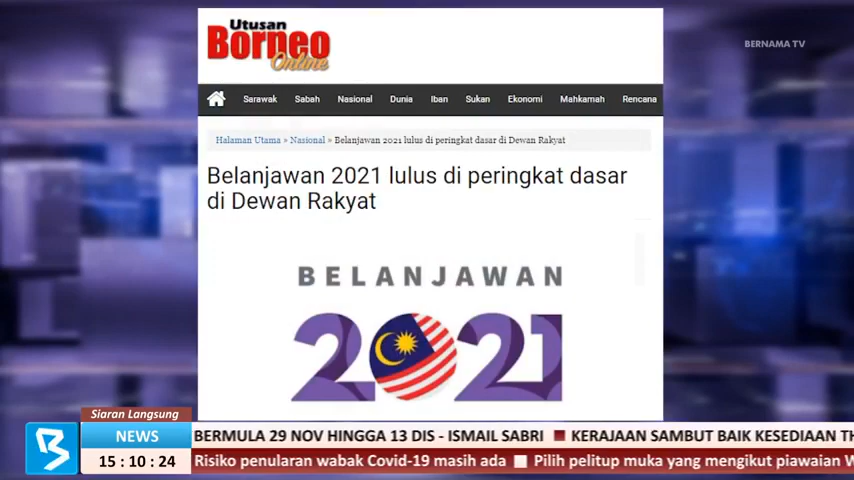 Utusan
Borneo
Online
BERNAMA TV
Sarawak Sabah Nasional Dunia Iban Sukan Ekonomi Mahkamah Rencana
Halaman Utama » Nasional » Belanjawan 2021 lulus di peringkat dasar di Dewan Rakyat
Belanjawan 2021 lulus di peringkat dasar
di Dewan Rakyat
BELANJAWAN
2021
Siaran Langsung
NEWS
BERMULA 29 NOV HINGGA 13 DIS - ISMAIL SABRI ■ KERAJAAN SAMBUT BAIK KESEDIAAN TH
15 : 10 : 24
Risiko penularan wabak Covid-19 masih ada ■ Pilih pelitup muka yang mengikut piawaian W